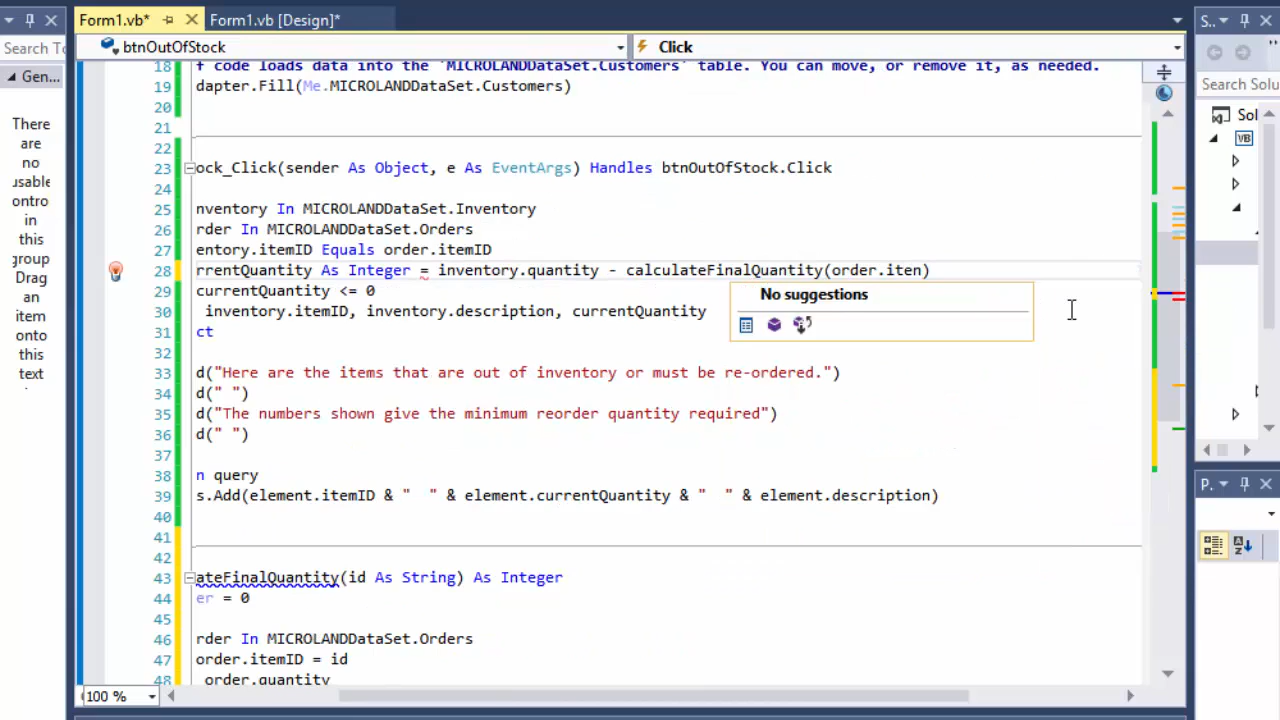 Form1.vb*
Form1.vb [Design]*
S..
Search To
btnOutOfStock
Click
Gen...
Search Solu
There
are
no
usable
ontro
in
this
group
Drag
an
item
onto
this
text
18 f code loads data into the 'MICROLANDDataSet.Customers' table. You can move, or remove it, as needed.
19 dapter.Fill(Me.MICROLANDDataSet.Customers)
20
21
22
23 ock_Click(sender As Object, e As EventArgs) Handles btnOutOfStock.Click
24
25 nventory In MICROLANDDataSet.Inventory
26 rder In MICROLANDDataSet.Orders
27 entory.itemID Equals order.itemID
28 rrentQuantity As Integer = inventory.quantity - calculateFinalQuantity(order.iten)
29 currentQuantity <= 0
No suggestions
30 inventory.itemID, inventory.description, currentQuantity
31 ct
32
33 d("Here are the items that are out of inventory or must be re-ordered.")
34 d(" ")
35 d("The numbers shown give the minimum reorder quantity required")
36 d(" ")
37
38 n query
39 s.Add(element.itemID & "  " & element.currentQuantity & "  " & element.description)
40
41
42
43 ateFinalQuantity(id As String) As Integer
44 er = 0
45
46 rder In MICROLANDDataSet.Orders
47 order.itemID = id
48 order.quantity
100 %
Sol
VB
P..